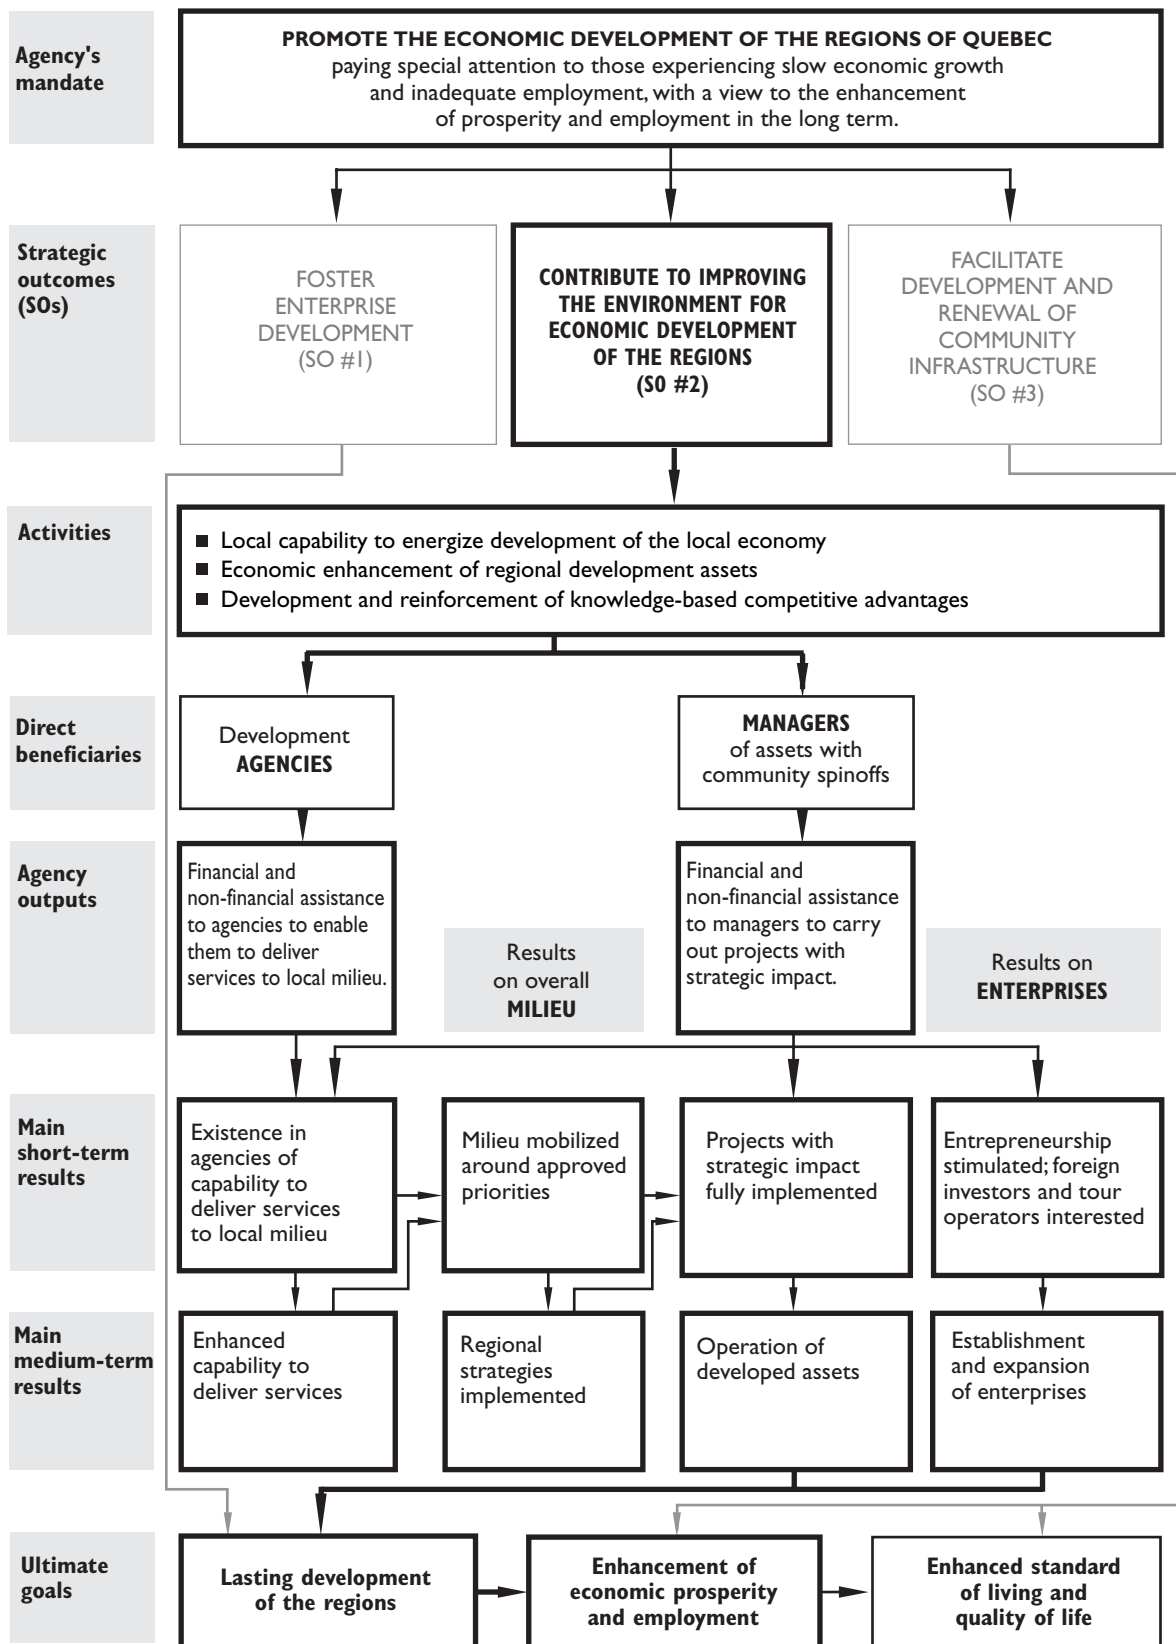 Agency's
mandate
PROMOTE THE ECONOMIC DEVELOPMENT OF THE REGIONS OF QUEBEC
paying special attention to those experiencing slow economic growth
and inadequate employment, with a view to the enhancement
of prosperity and employment in the long term.
Strategic
outcomes
(SOs)
FOSTER
ENTERPRISE
DEVELOPMENT
(SO #1)
CONTRIBUTE TO IMPROVING
THE ENVIRONMENT FOR
ECONOMIC DEVELOPMENT
OF THE REGIONS
(S0 #2)
FACILITATE
DEVELOPMENT AND
RENEWAL OF
COMMUNITY
INFRASTRUCTURE
(SO #3)
Activities
■ Local capability to energize development of the local economy
■ Economic enhancement of regional development assets
■ Development and reinforcement of knowledge-based competitive advantages
Direct
beneficiaries
Development
AGENCIES
MANAGERS
of assets with
community spinoffs
Agency
outputs
Financial and
non-financial assistance
to agencies to enable
them to deliver
services to local milieu.
Results
on overall
MILIEU
Financial and
non-financial assistance
to managers to carry
out projects with
strategic impact.
Results on
ENTERPRISES
Main
short-term
results
Existence in
agencies of
capability to
deliver services
to local milieu
Milieu mobilized
around approved
priorities
Projects with
strategic impact
fully implemented
Entrepreneurship
stimulated; foreign
investors and tour
operators interested
Main
medium-term
results
Enhanced
capability to
deliver services
Regional
strategies
implemented
Operation of
developed assets
Establishment
and expansion
of enterprises
Ultimate
goals
Lasting development
of the regions
Enhancement of
economic prosperity
and employment
Enhanced standard
of living and
quality of life